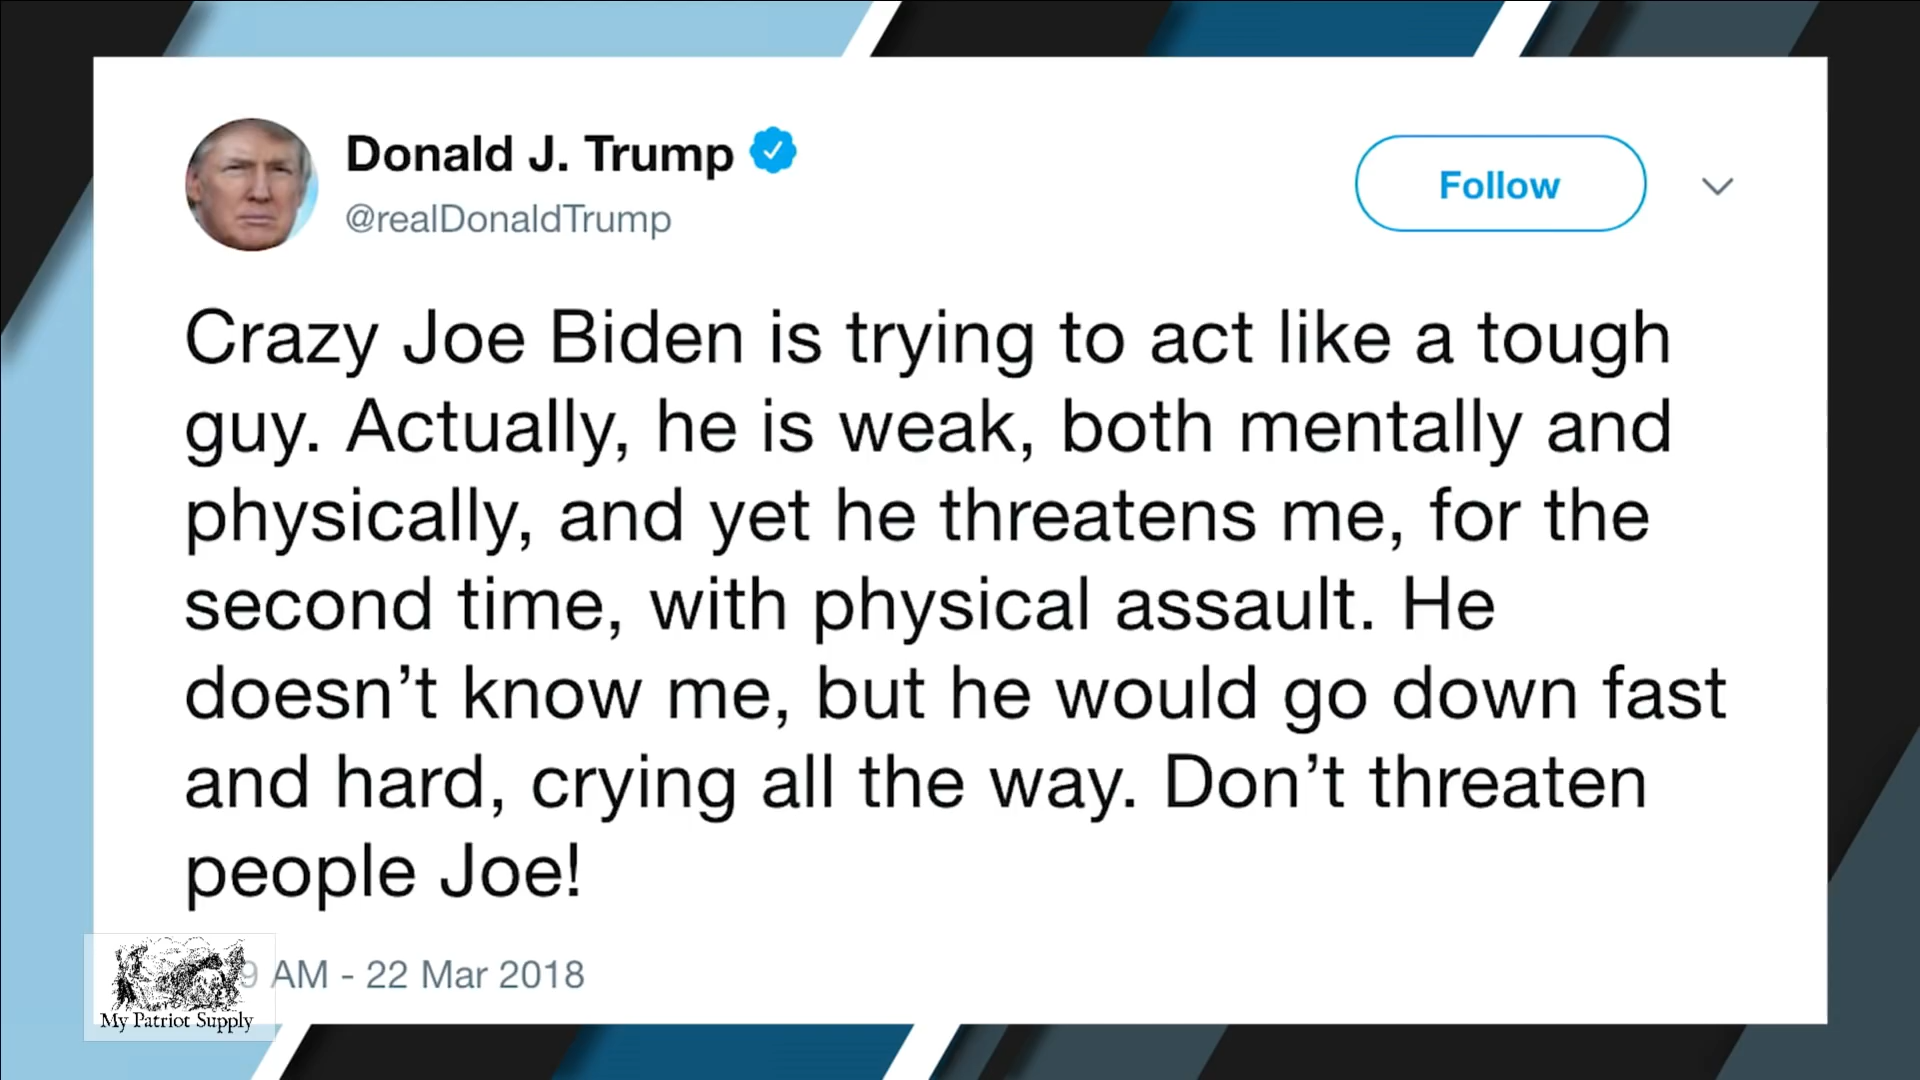 Donald J. Trump
@realDonaldTrump
Follow
Crazy Joe Biden is trying to act like a tough
guy. Actually, he is weak, both mentally and
physically, and yet he threatens me, for the
second time, with physical assault. He
doesn’t know me, but he would go down fast
and hard, crying all the way. Don’t threaten
people Joe!
9 AM - 22 Mar 2018
My Patriot Supply